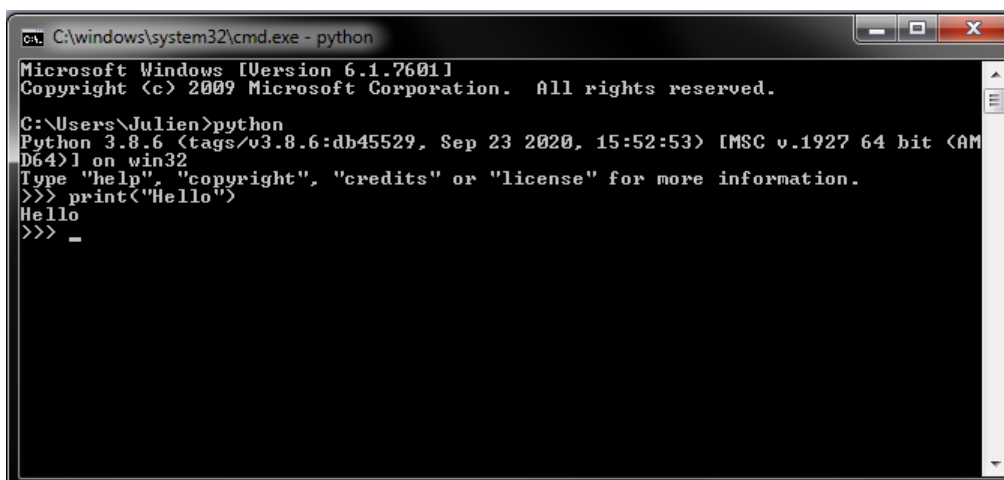 C:\windows\system32\cmd.exe - python
Microsoft Windows [Version 6.1.7601]
Copyright (c) 2009 Microsoft Corporation.  All rights reserved.
C:\Users\Julien>python
Python 3.8.6 (tags/v3.8.6:db45529, Sep 23 2020, 15:52:53) [MSC v.1927 64 bit (AM
D64)] on win32
Type "help", "copyright", "credits" or "license" for more information.
>>> print("Hello")
Hello
>>> _